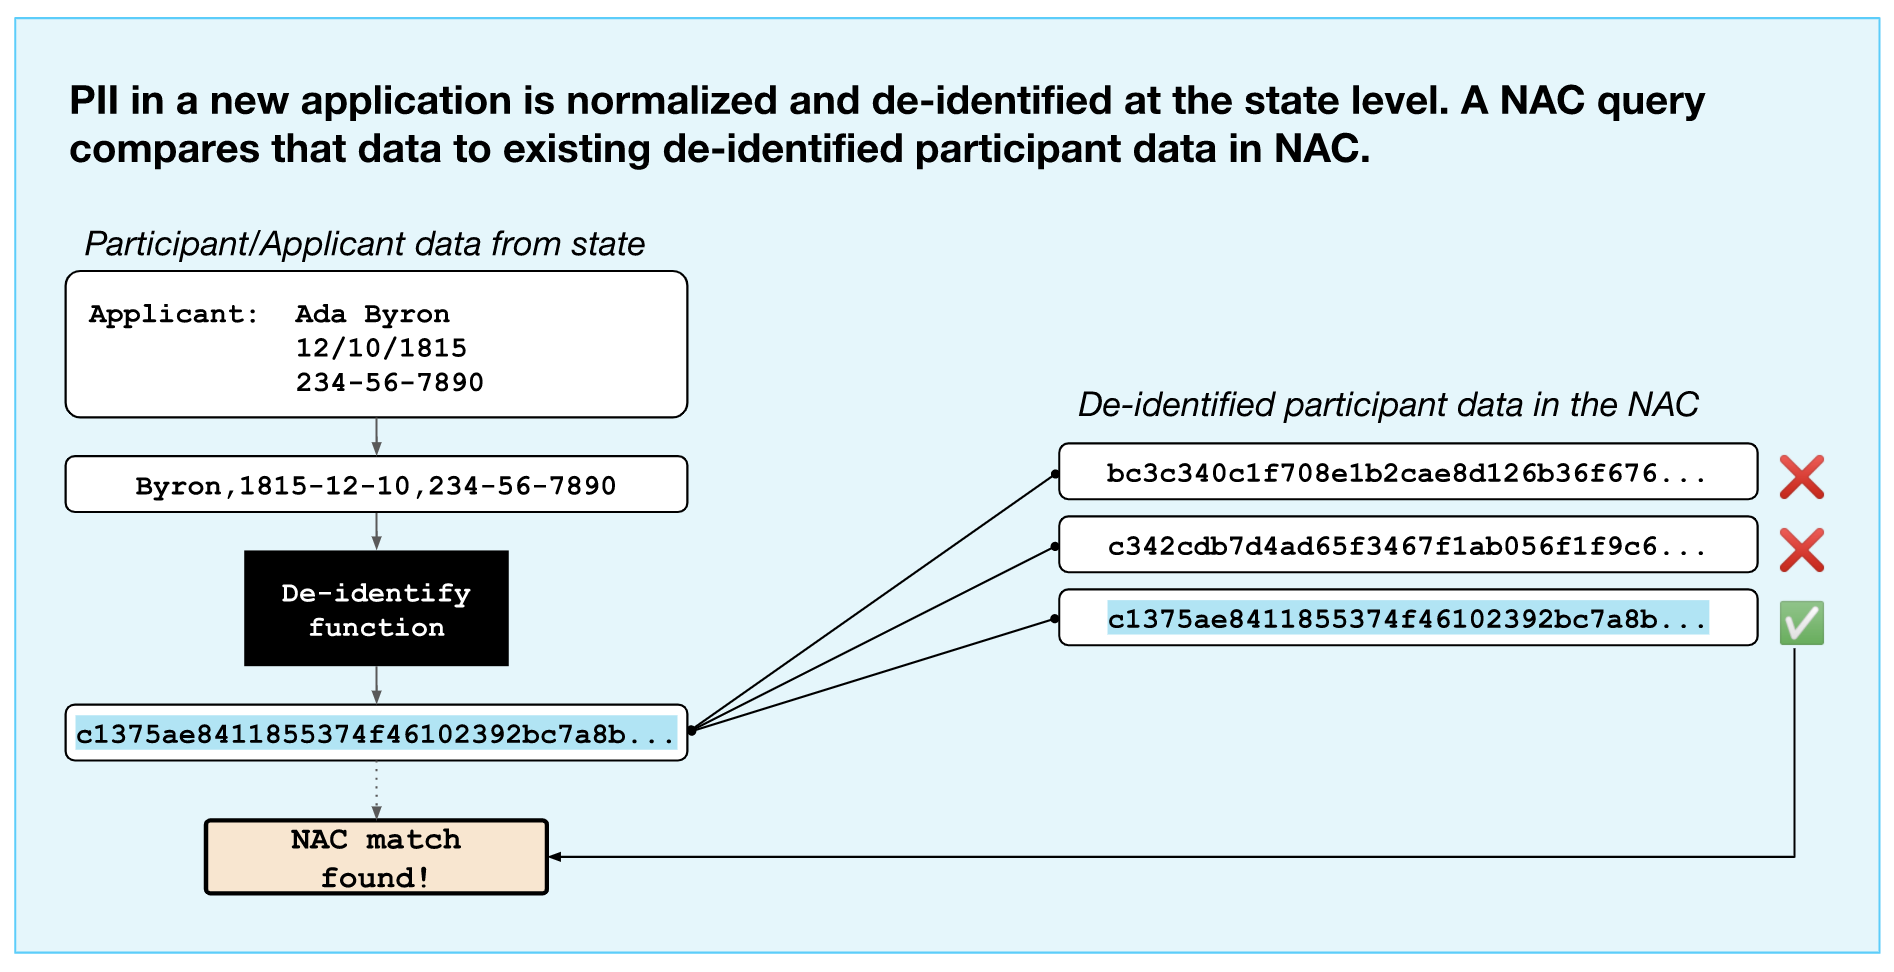 PII in a new application is normalized and de-identified at the state level. A NAC query
compares that data to existing de-identified participant data in NAC.
Participant/Applicant data from state
Applicant: Ada Byron
12/10/1815
234-56-7890
Byron,1815-12-10,234-56-7890
De-identify
function
c1375ae8411855374f46102392bc7a8b...
NAC match
found!
De-identified participant data in the NAC
bc3c340c1f708e1b2cae8d126b36f676...
c342cdb7d4ad65f3467f1ab056f1f9c6...
c1375ae8411855374f46102392bc7a8b...